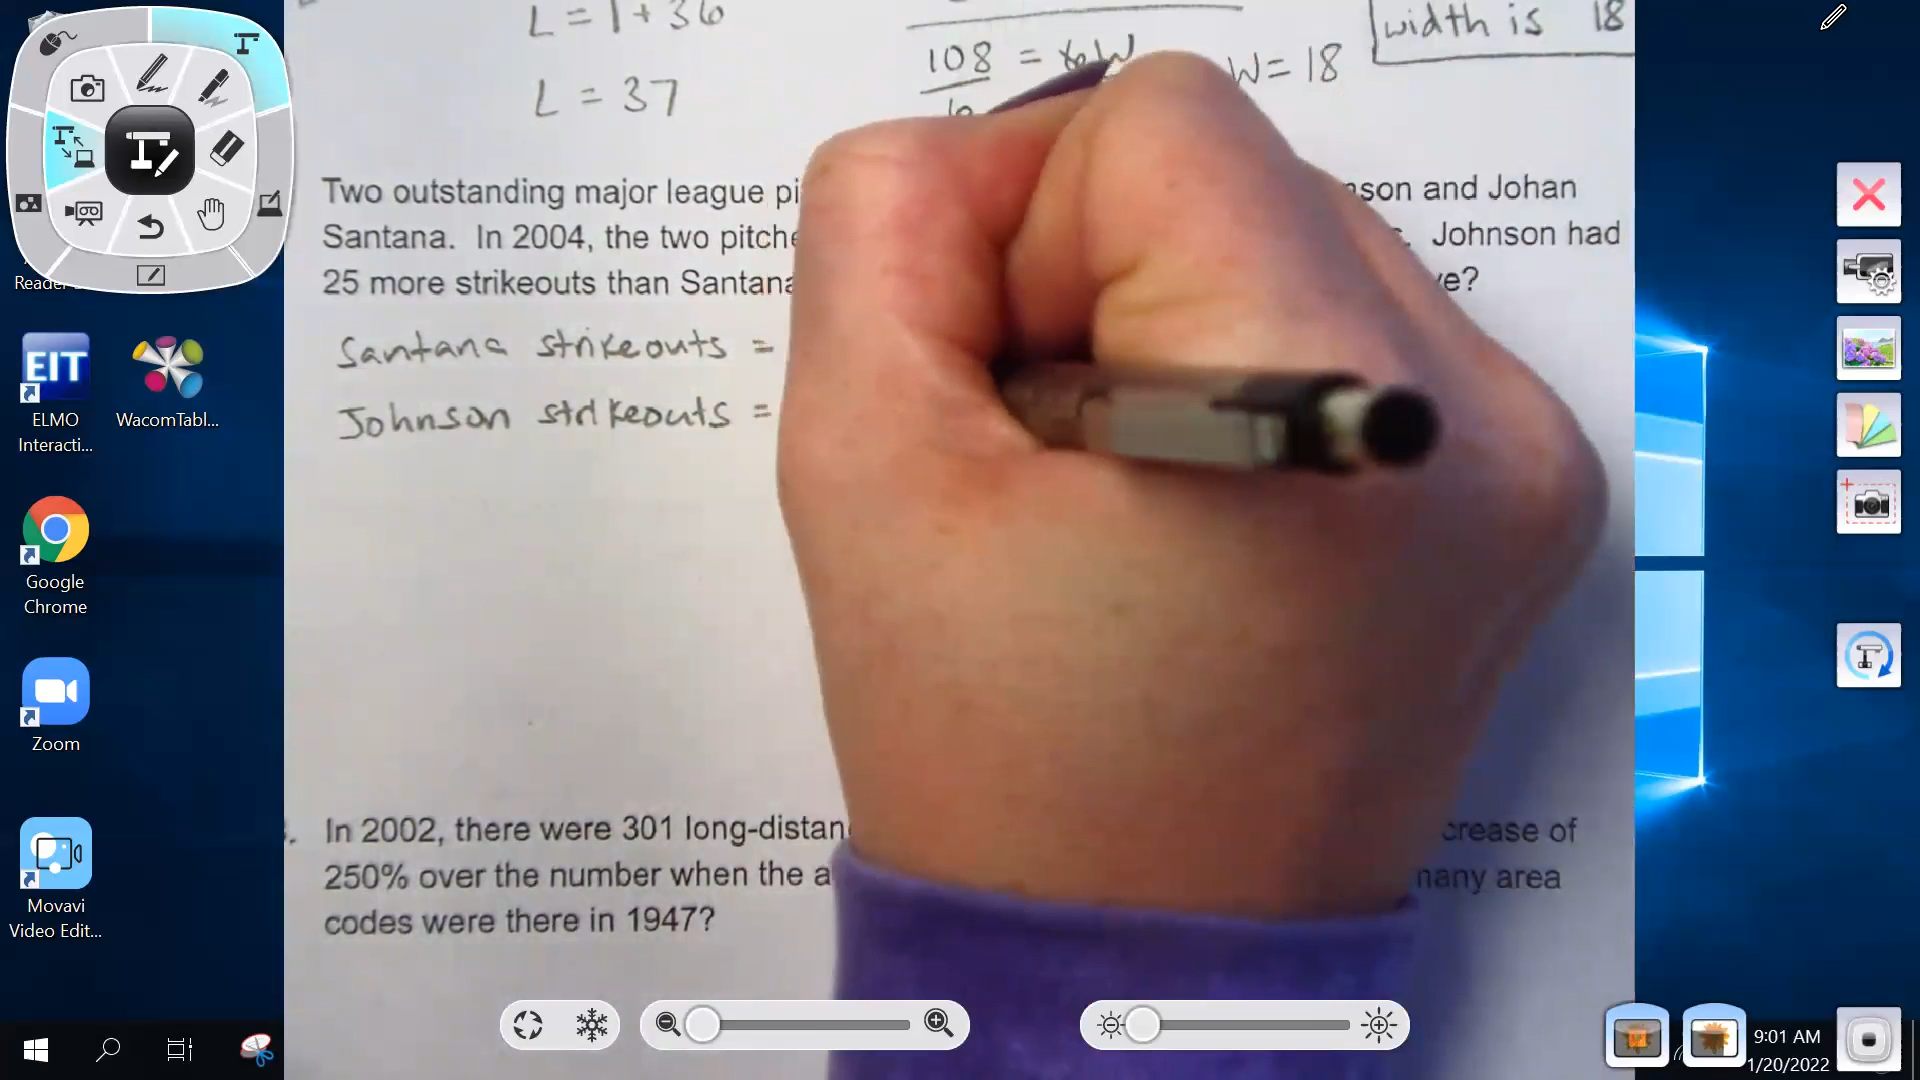 L = 1 + 36
width is 18
108 = 6W
W = 18
L = 37
6
Two outstanding major league pi
nson and Johan
Santana. In 2004, the two pitche
Johnson had
25 more strikeouts than Santana
ve?
Santana strikeouts =
Johnson strikeouts =
In 2002, there were 301 long-distan
crease of
250% over the number when the a
many area
codes were there in 1947?
EIT
ELMO
Interacti...
WacomTabl...
Google
Chrome
Zoom
Movavi
Video Edit...
9:01 AM
1/20/2022